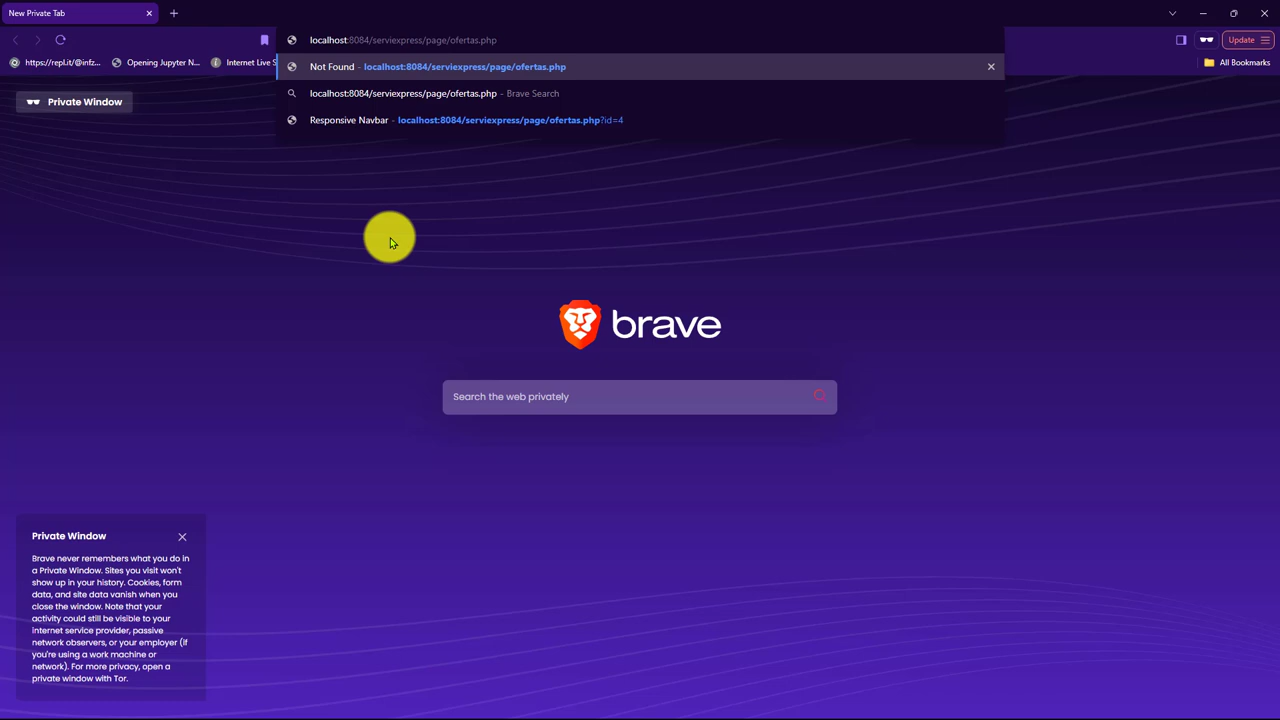 New Private Tab
localhost:8084/serviexpress/page/ofertas.php
Update
https://repl.it/@infz...
Opening Jupyter N...
Internet Live S
All Bookmarks
Not Found - localhost:8084/serviexpress/page/ofertas.php
localhost:8084/serviexpress/page/ofertas.php - Brave Search
Responsive Navbar - localhost:8084/serviexpress/page/ofertas.php?id=4
Private Window
brave
Search the web privately
Private Window
Brave never remembers what you do in
a Private Window. Sites you visit won't
show up in your history. Cookies, form
data, and site data vanish when you
close the window. Note that your
activity could still be visible to your
internet service provider, passive
network observers, or your employer (if
you're using a work machine or
network). For more privacy, open a
private window with Tor.